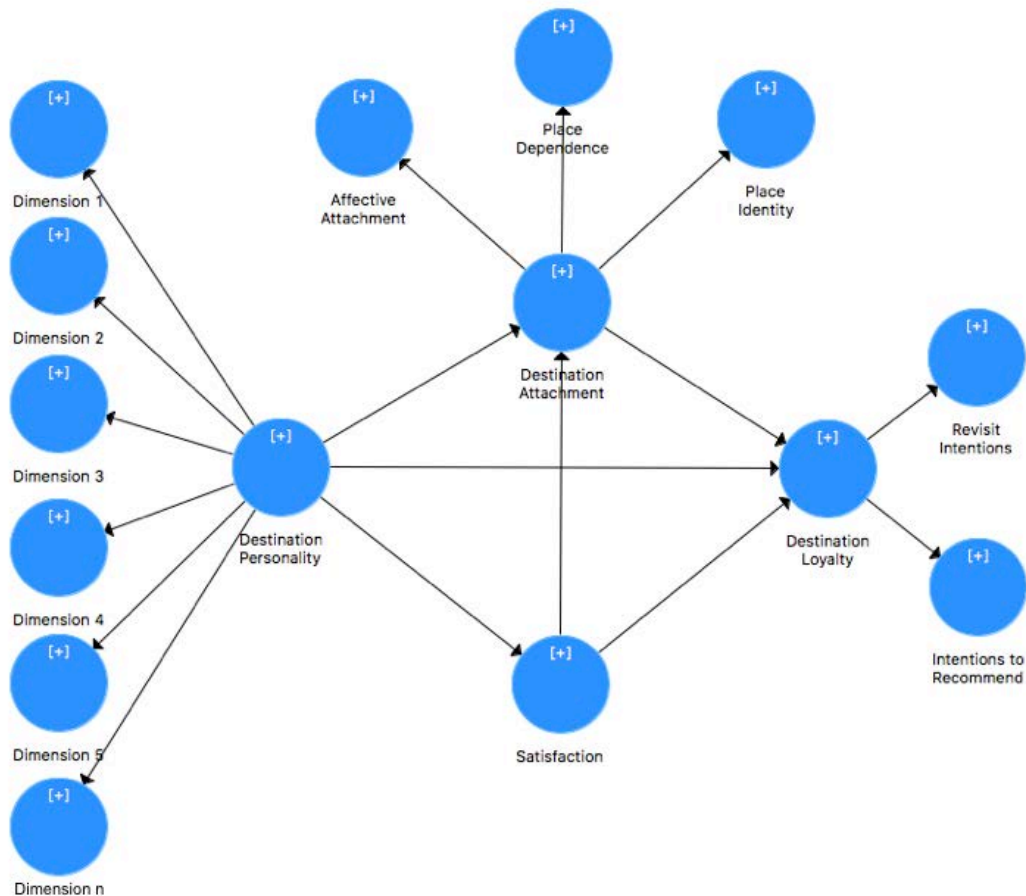 [+]
Place
Dependence
[+]
Affective
Attachment
[+]
Place
Identity
[+]
Dimension 1
[+]
Dimension 2
[+]
Dimension 3
[+]
Dimension 4
[+]
Dimension 5
[+]
Dimension n
[+]
Destination
Attachment
[+]
Destination
Personality
[+]
Satisfaction
[+]
Destination
Loyalty
[+]
Revisit
Intentions
[+]
Intentions to
Recommend